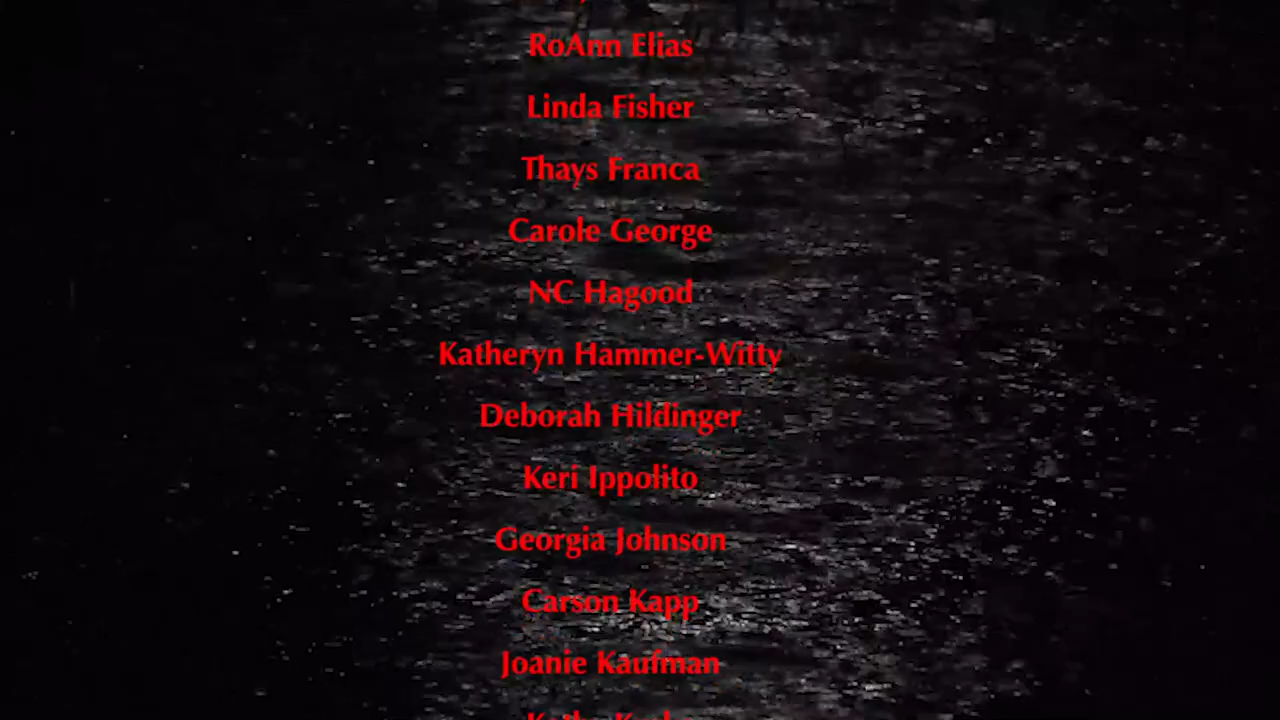 RoAnn Elias
Linda Fisher
Thays Franca
Carole George
NC Hagood
Katheryn Hammer-Witty
Deborah Hildinger
Keri Ippolito
Georgia Johnson
Carson Kapp
Joanie Kaufman